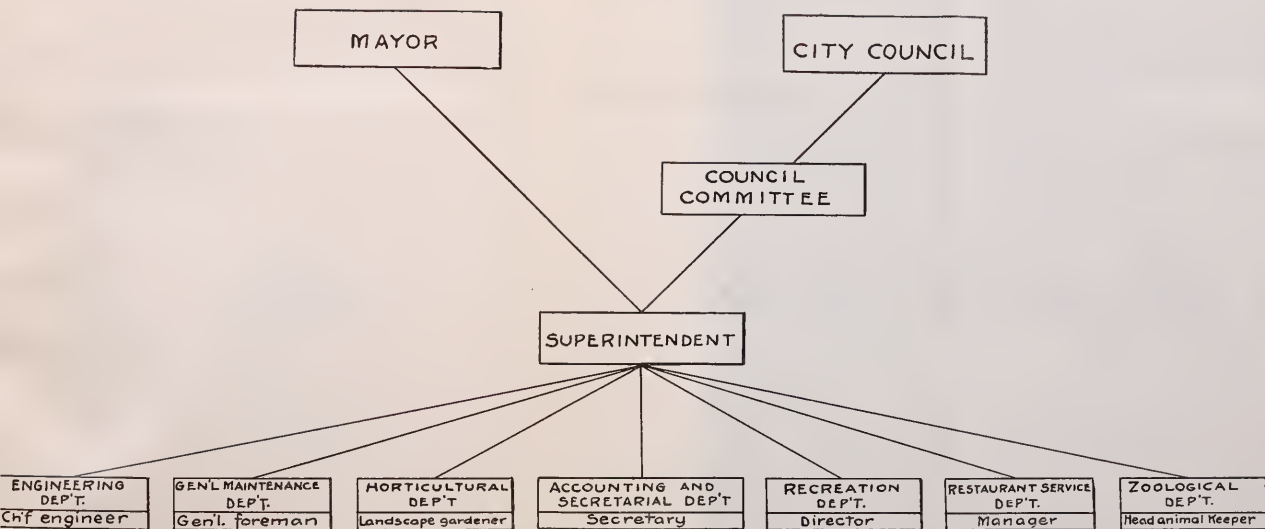 MAYOR
CITY COUNCIL
COUNCIL
COMMITTEE
SUPERINTENDENT
ENGINEERING
DEP'T.
Ch'f engineer
GEN'L MAINTENANCE
DEP'T.
Gen'l. foreman
HORTICULTURAL
DEP'T
Landscape gardener
ACCOUNTING AND
SECRETARIAL DEP'T
Secretary
RECREATION
DEP'T.
Director
RESTAURANT SERVICE
DEP'T.
Manager
ZOOLOGICAL
DEP'T.
Head animal Keeper